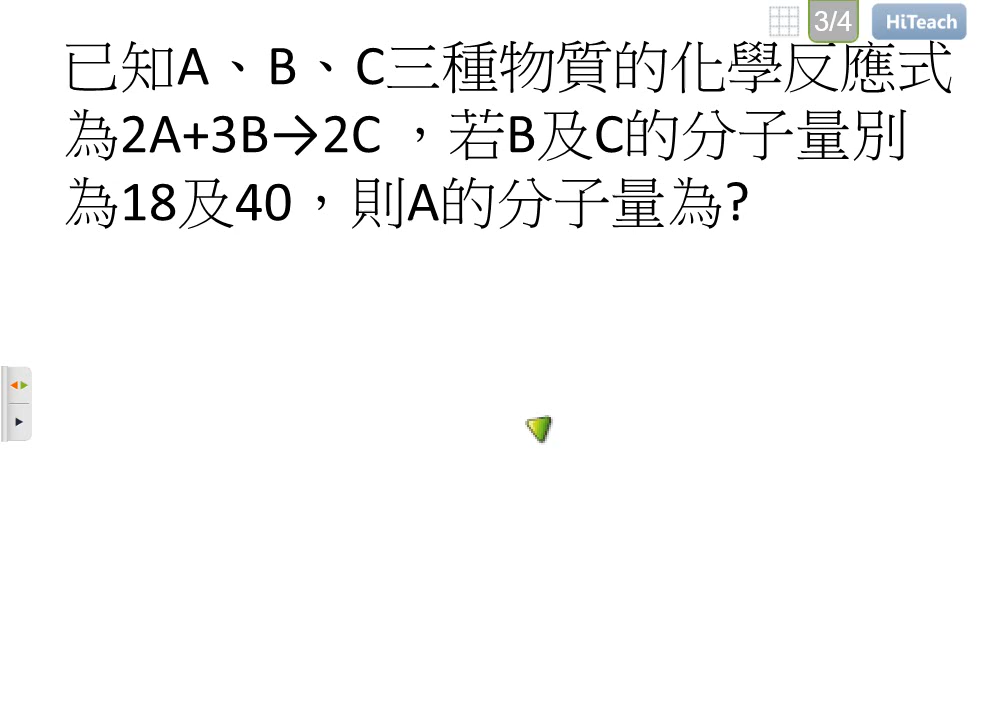 3/4
HiTeach
已知A、B、C三種物質的化學反應式
為2A+3B→2C ，若B及C的分子量別
為18及40，則A的分子量為?